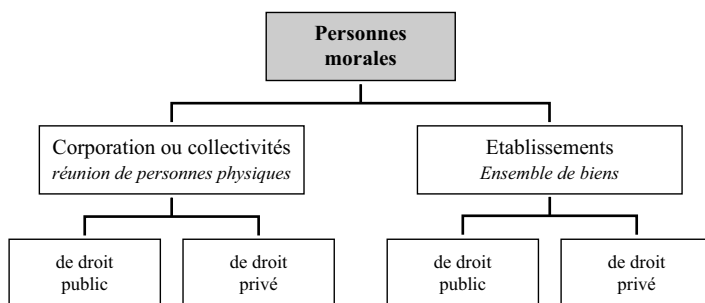 Personnes
morales
Corporation ou collectivités
réunion de personnes physiques
Etablissements
Ensemble de biens
de droit
public
de droit
privé
de droit
public
de droit
privé